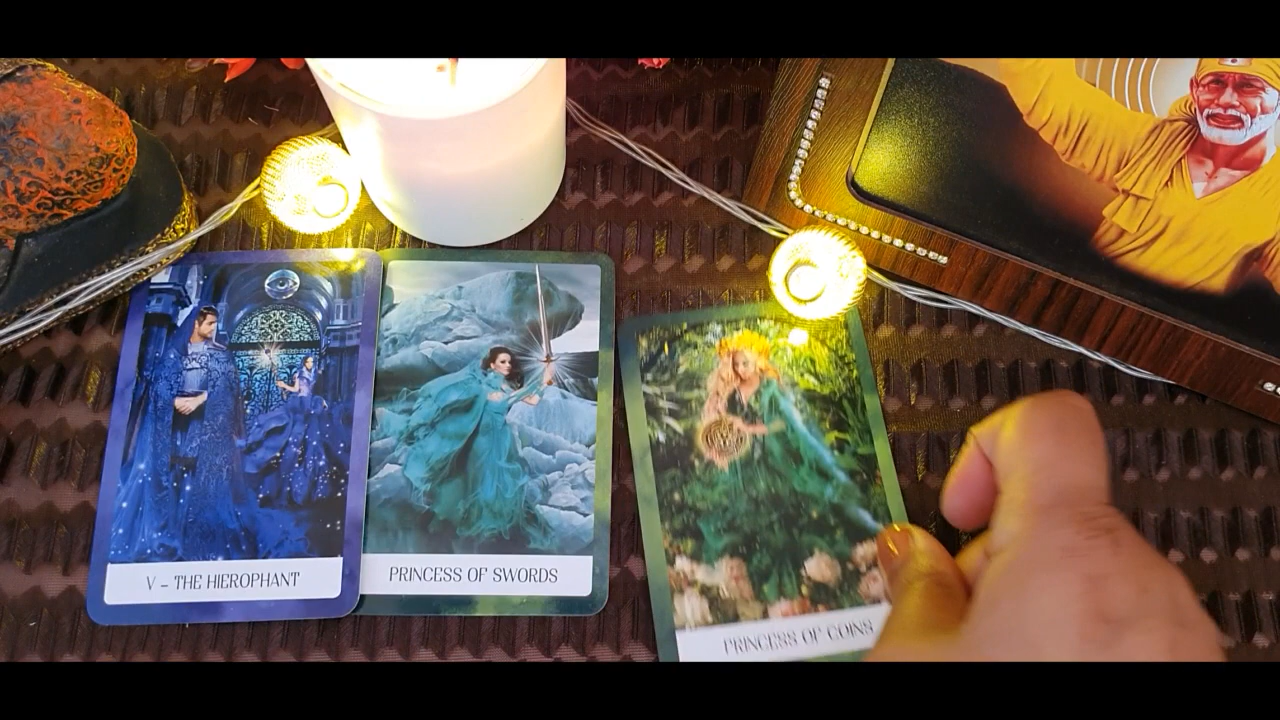 V – THE HIEROPHANT
PRINCESS OF SWORDS
PRINCESS OF COINS